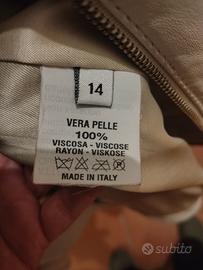 14
VERA PELLE
100%
VISCOSA - VISCOSE
RAYON - VISKOSE
MADE IN ITALY
subito